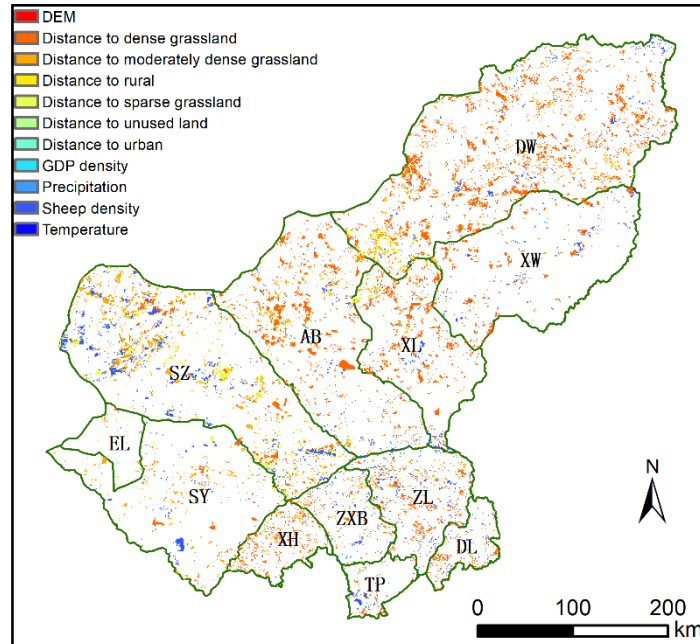 DEM
Distance to dense grassland
Distance to moderately dense grassland
Distance to rural
Distance to sparse grassland
Distance to unused land
Distance to urban
GDP density
Precipitation
Sheep density
Temperature
DW
XW
AB
XL
SZ
EL
SY
ZL
ZXB
XH
DL
TP
N
0 100 200
km